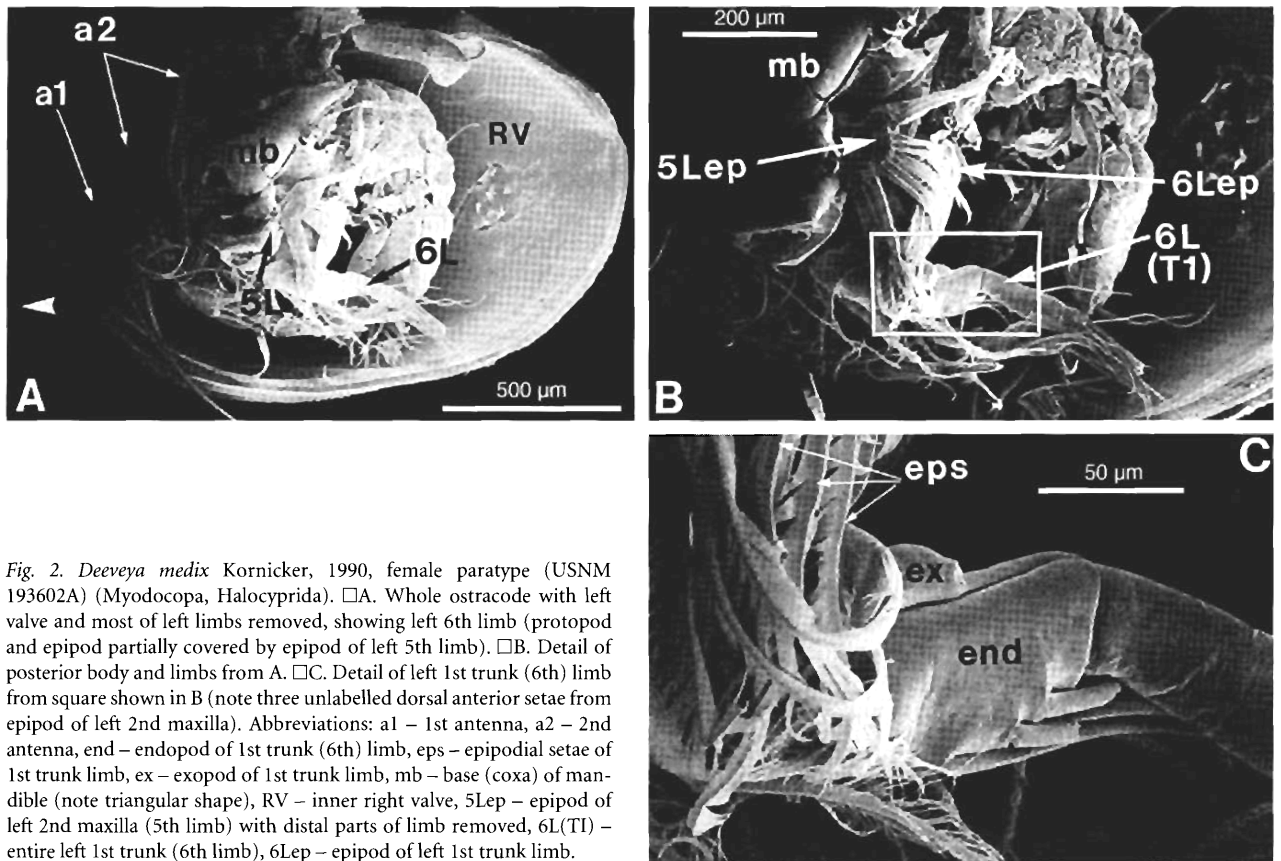 a2
a1
mb
RV
6L
5L
500 µm
A
200 µm
mb
5Lep
6Lep
6L
(T1)
B
C
eps
50 µm
ex
end
Fig. 2. Deeveya medix Kornicker, 1990, female paratype (USNM
193602A) (Myodocopa, Halocyprida). □A. Whole ostracode with left
valve and most of left limbs removed, showing left 6th limb (protopod
and epipod partially covered by epipod of left 5th limb). □B. Detail of
posterior body and limbs from A. □C. Detail of left 1st trunk (6th) limb
from square shown in B (note three unlabelled dorsal anterior setae from
epipod of left 2nd maxilla). Abbreviations: a1 – 1st antenna, a2 – 2nd
antenna, end – endopod of 1st trunk (6th) limb, eps – epipodial setae of
1st trunk limb, ex – exopod of 1st trunk limb, mb – base (coxa) of man-
dible (note triangular shape), RV – inner right valve, 5Lep – epipod of
left 2nd maxilla (5th limb) with distal parts of limb removed, 6L(TI) –
entire left 1st trunk (6th limb), 6Lep – epipod of left 1st trunk limb.